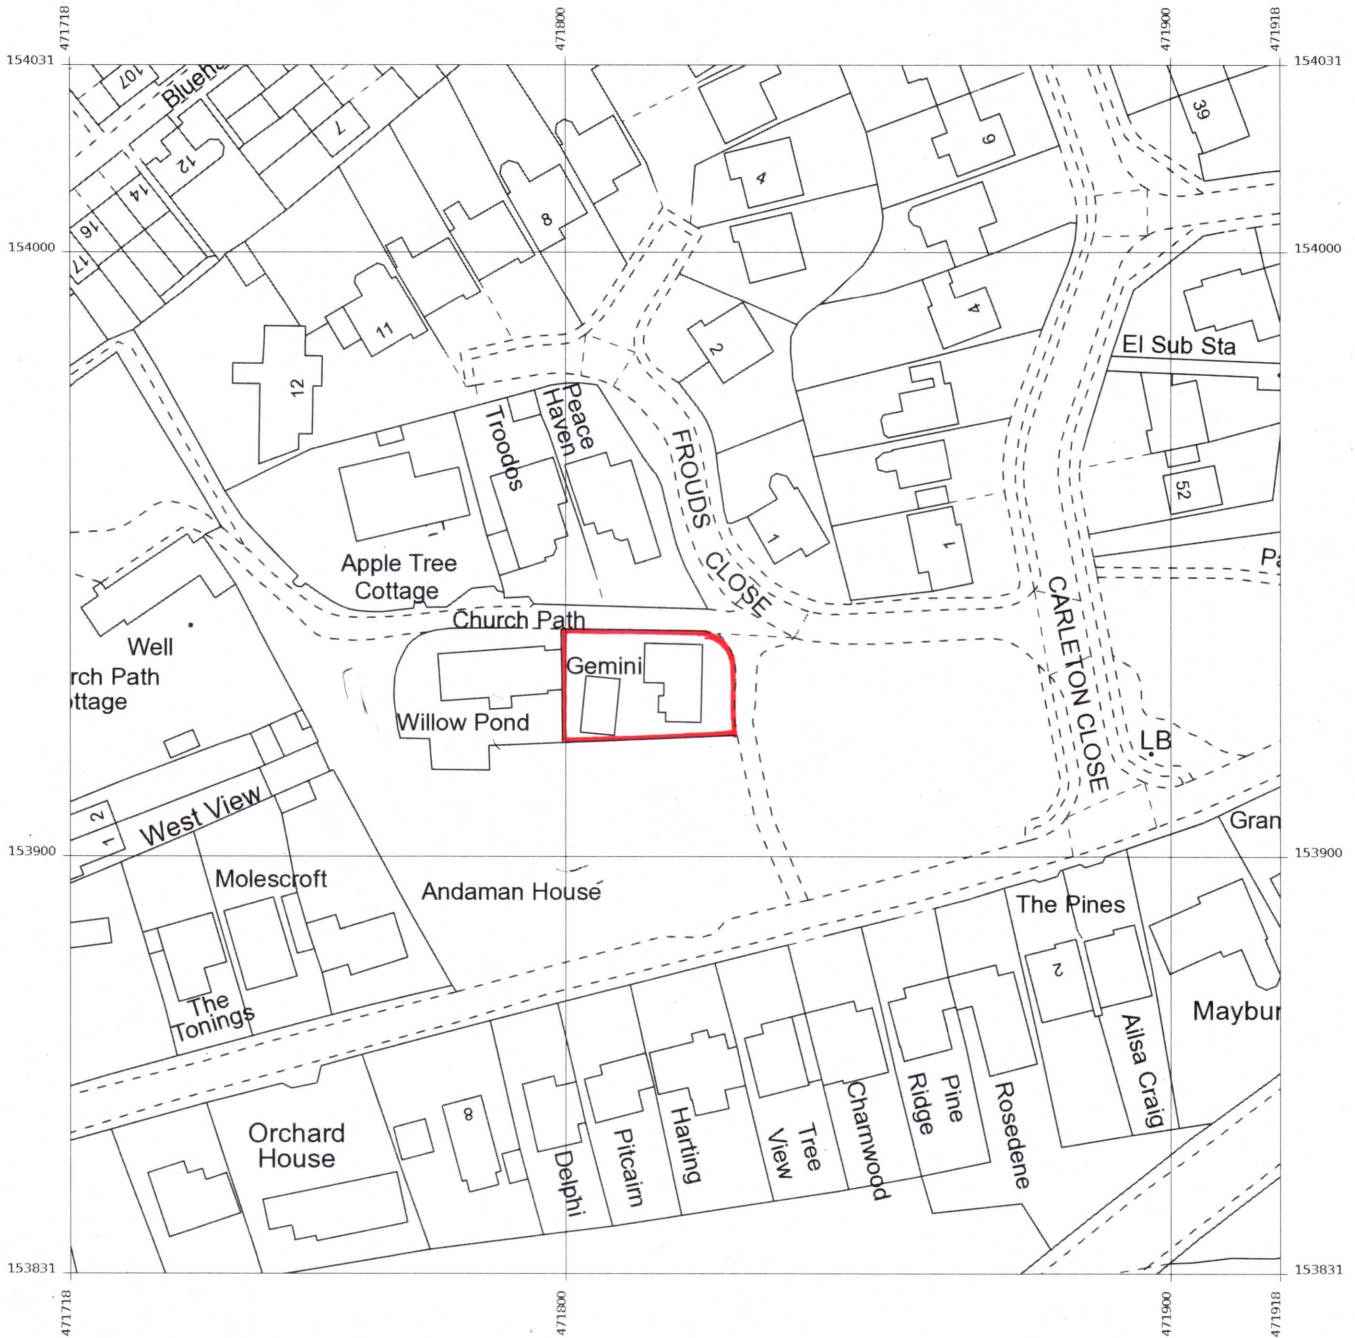 471718
471800
471900
471918
154031
154031
107
Blueh
39
7
12
6
4
14
8
16
154000
154000
17
4
11
2
El Sub Sta
12
Peace
Haven
Troodos
FROUDS
CLOSE
52
1
1
Apple Tree
Cottage
Pa
CARLETON CLOSE
Church Path
Well
Gemini
rch Path
ottage
Willow Pond
LB
West View
2
1
Gran
153900
153900
Molescroft
Andaman House
The Pines
2
The
Tonings
Maybur
Ailsa Craig
8
Orchard
House
Delphi
Pitcairn
Harting
Tree
View
Charnwood
Pine
Ridge
Rosedene
153831
153831
471718
471800
471900
471918